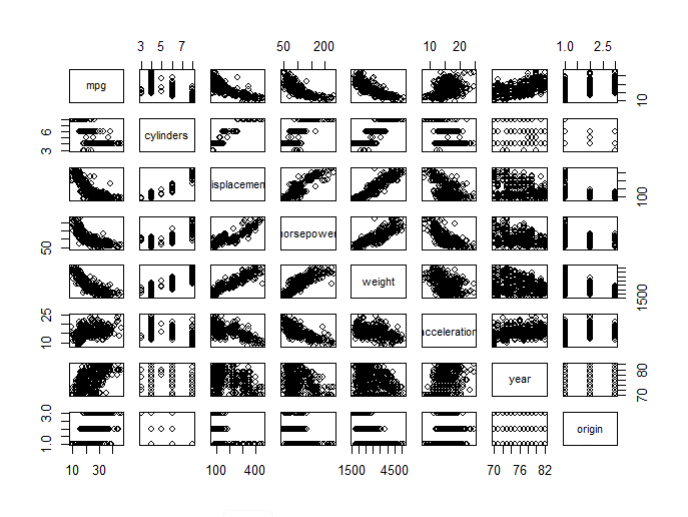 3 5 7 50 200 10 20 1.0 2.5
mpg 10
6 3 cylinders
isplacemen 100
50 orsepower
weight 1500
25 10 acceleration
year 80 70
3.0 1.0 origin
10 30 100 400 1500 4500 70 76 82